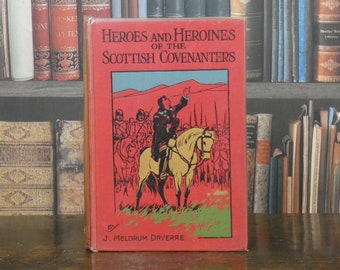 HEROES AND HEROINES
OF THE
SCOTTISH COVENANTERS
BY
J. MELDRUM DRYERRE